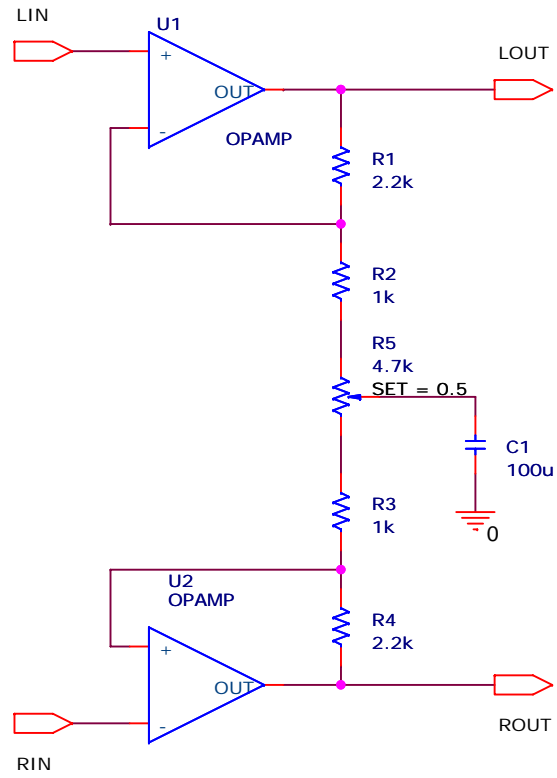 LIN
U1
+
OUT
-
OPAMP
LOUT
R1
2.2k
R2
1k
R5
4.7k
SET = 0.5
C1
100u
0
R3
1k
U2
OPAMP
+
OUT
-
R4
2.2k
RIN
ROUT